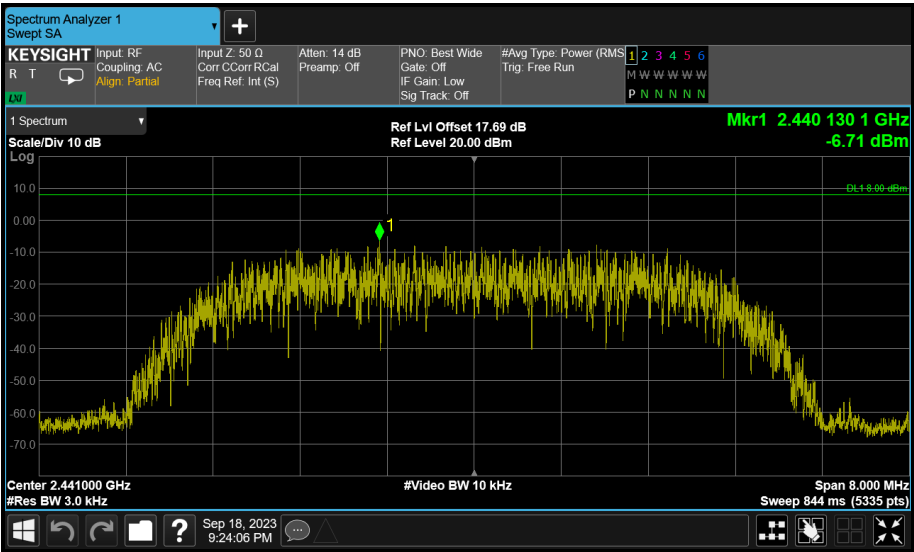 Spectrum Analyzer 1
Swept SA
+
KEYSIGHT
R T
LXI
Input: RF
Coupling: AC
Align: Partial
Input Z: 50 Ω
Corr CCorr RCal
Freq Ref: Int (S)
Atten: 14 dB
Preamp: Off
PNO: Best Wide
Gate: Off
IF Gain: Low
Sig Track: Off
#Avg Type: Power (RMS
Trig: Free Run
1 2 3 4 5 6
M W W W W W
P N N N N N
1 Spectrum
Scale/Div 10 dB
Log
Ref Lvl Offset 17.69 dB
Ref Level 20.00 dBm
Mkr1 2.440 130 1 GHz
-6.71 dBm
10.0
DL1 8.00 dBm
0.00
1
-10.0
-20.0
-30.0
-40.0
-50.0
-60.0
-70.0
Center 2.441000 GHz
#Video BW 10 kHz
Span 8.000 MHz
#Res BW 3.0 kHz
Sweep 844 ms (5335 pts)
?
Sep 18, 2023
9:24:06 PM